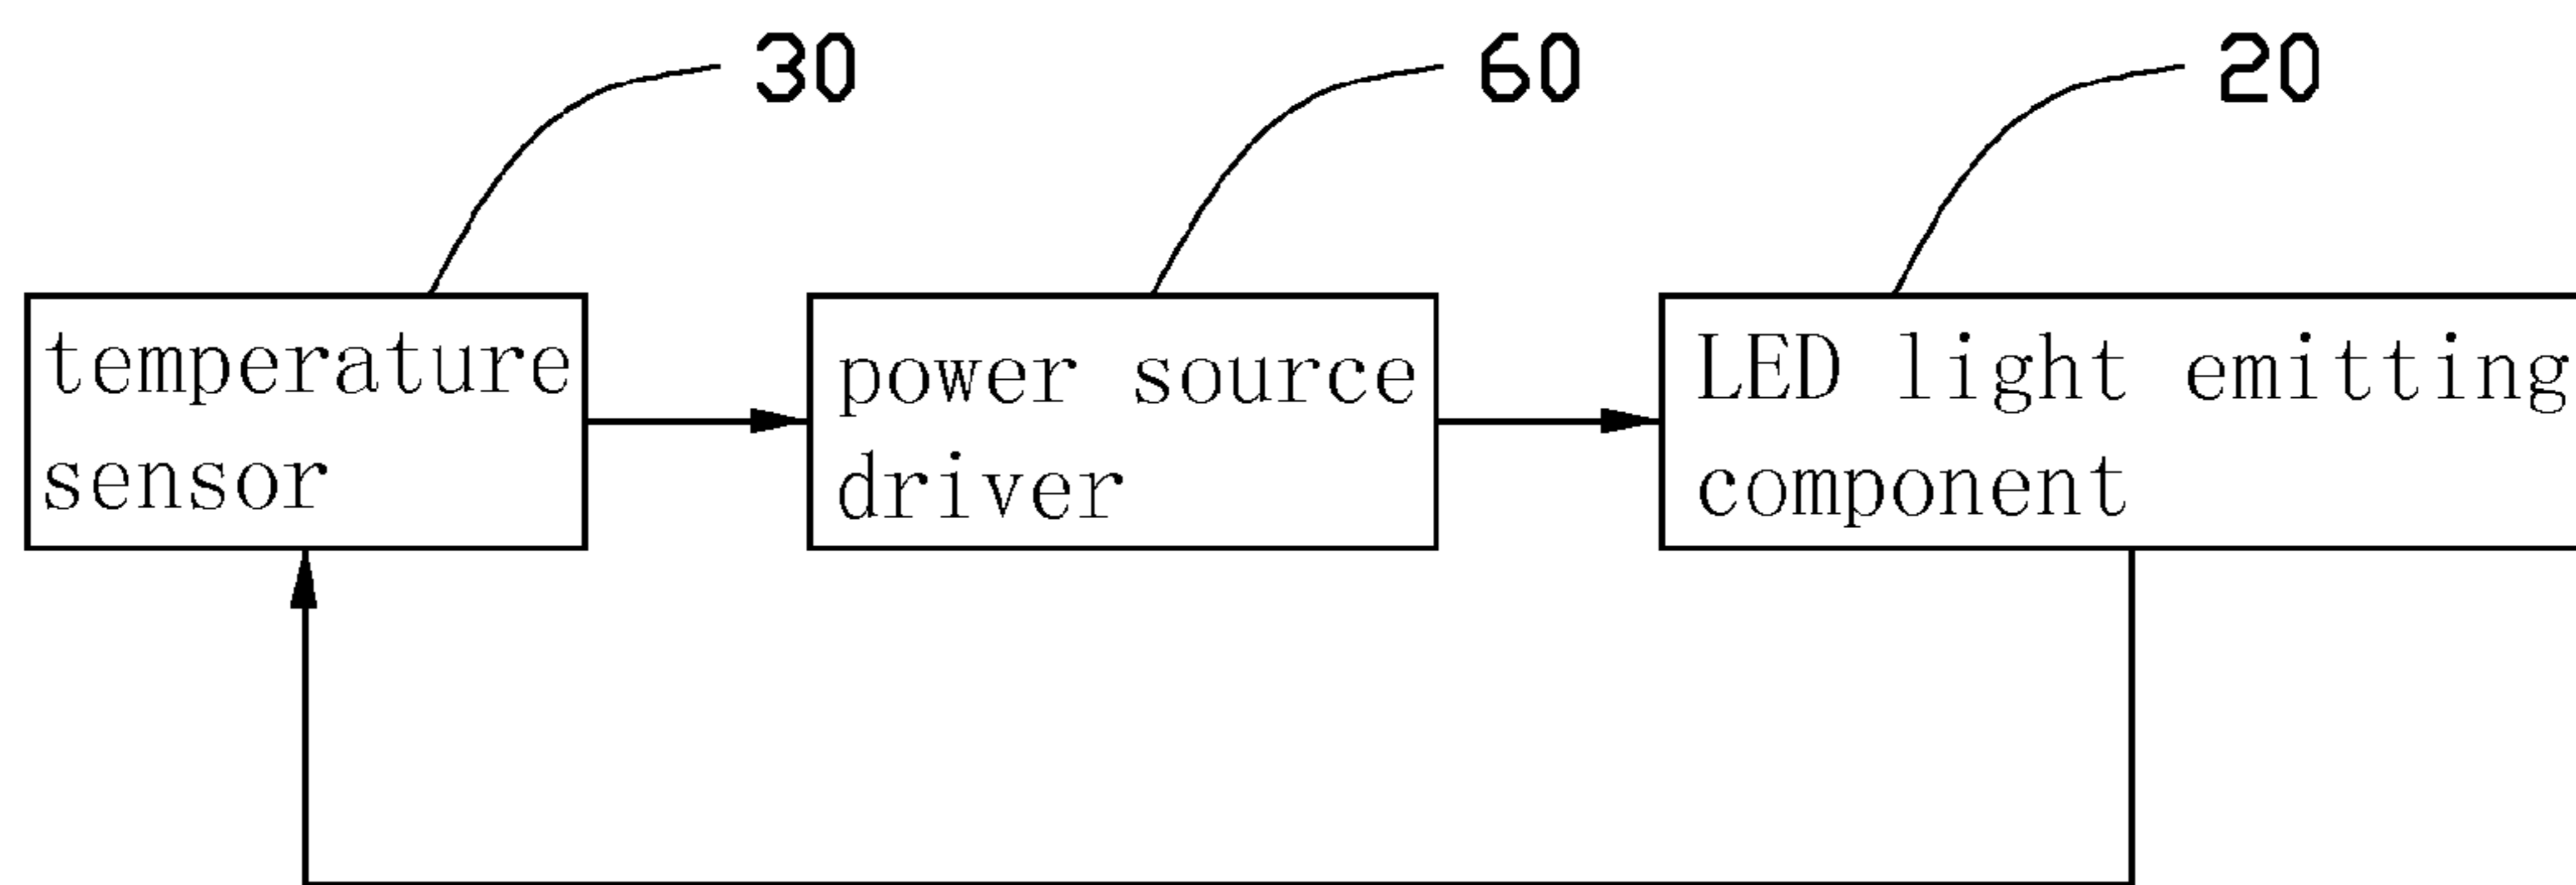 30
60
20
temperature
sensor
power source
driver
LED light emitting
component